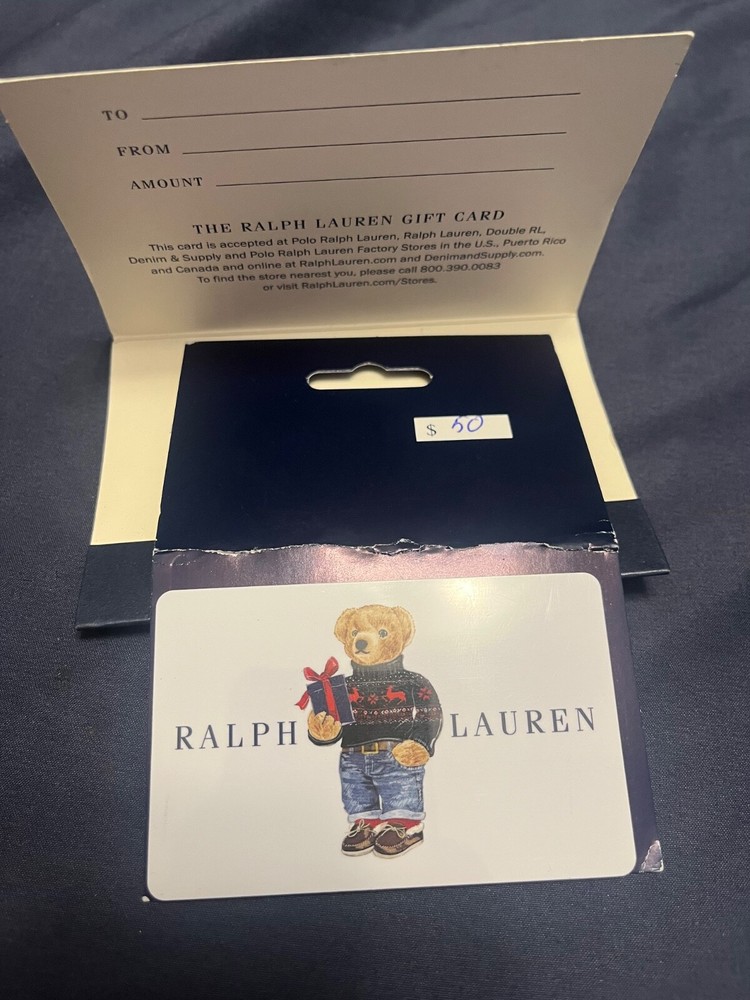 TO
FROM
AMOUNT
THE RALPH LAUREN GIFT CARD
This card is accepted at Polo Ralph Lauren, Ralph Lauren, Double RL,
Denim & Supply and Polo Ralph Lauren Factory Stores in the U.S., Puerto Rico
and Canada and online at RalphLauren.com and DenimandSupply.com.
To find the store nearest you, please call 800.390.0083
or visit RalphLauren.com/Stores.
$ 50
RALPH LAUREN